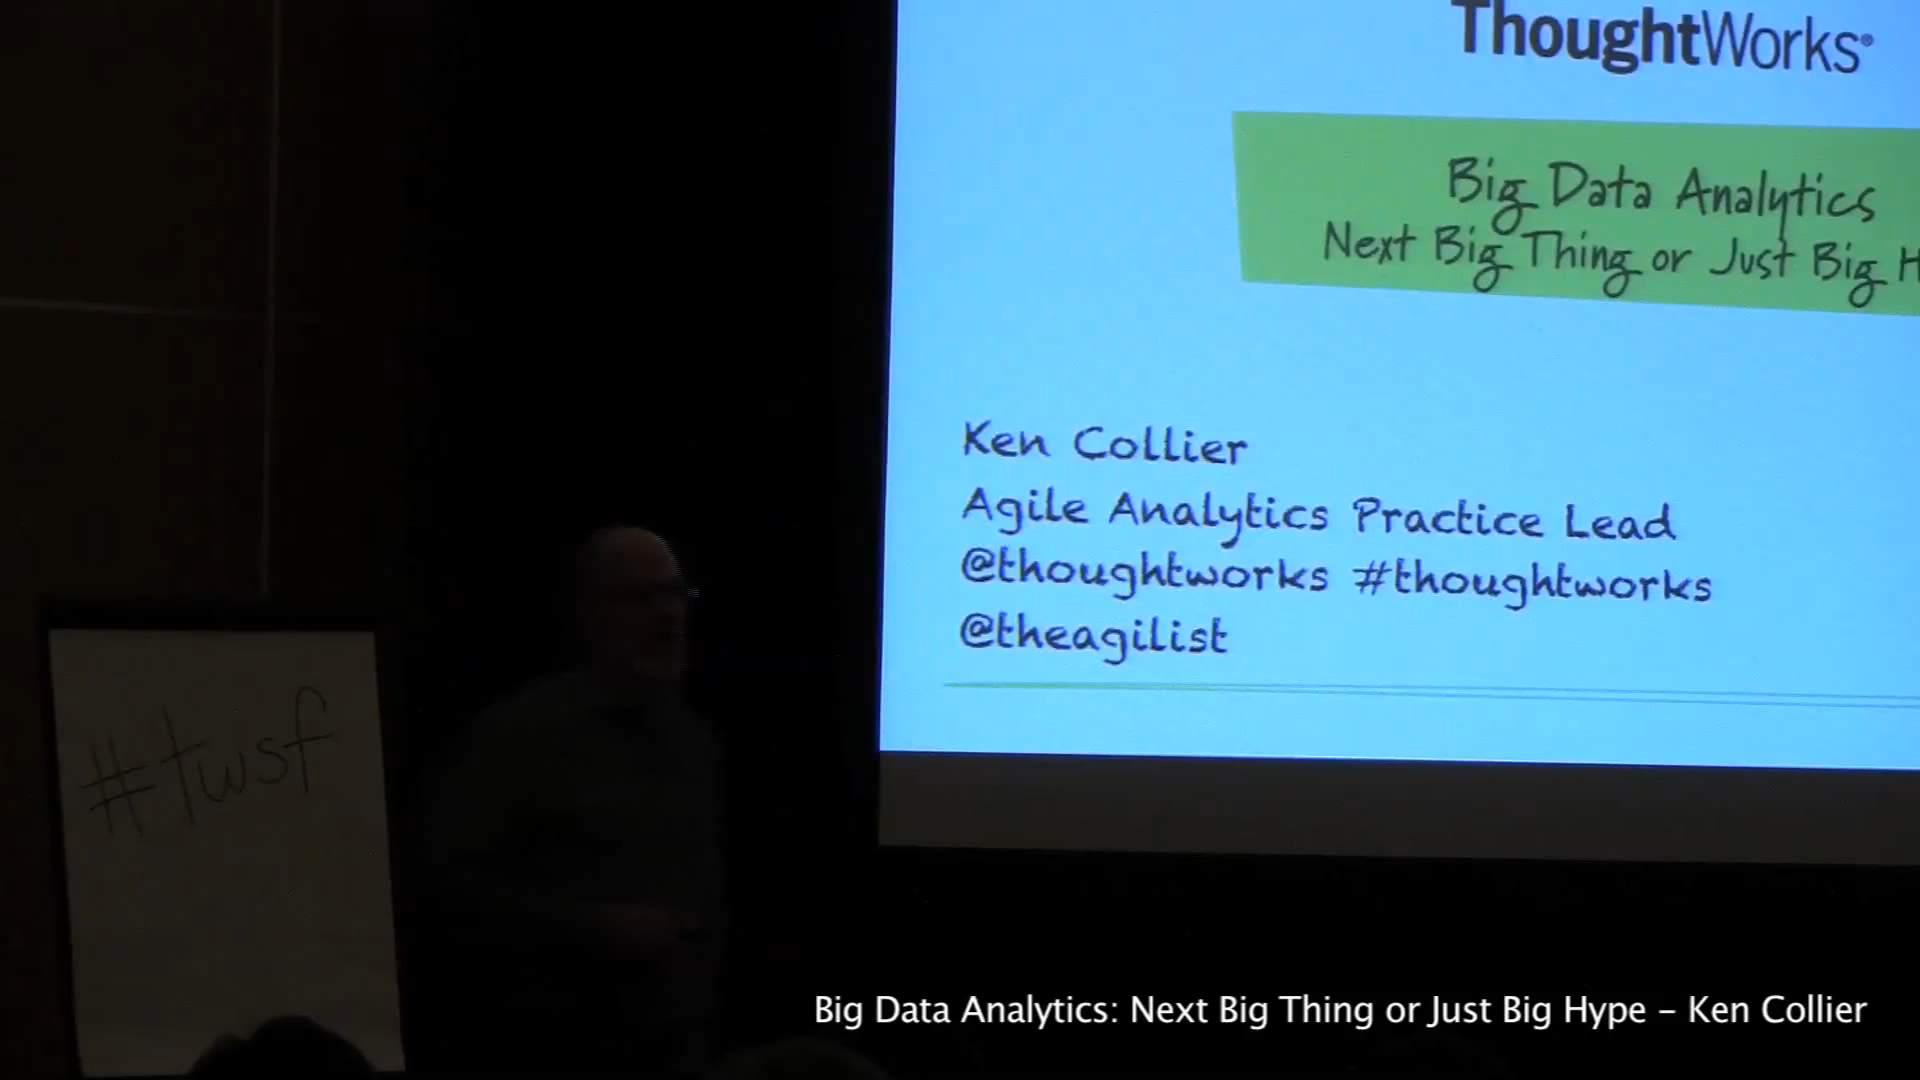 ThoughtWorks®
Big Data Analytics
Next Big Thing or Just Big H
Ken Collier
Agile Analytics Practice Lead
@thoughtworks #thoughtworks
@theagilist
#twsf
Big Data Analytics: Next Big Thing or Just Big Hype – Ken Collier